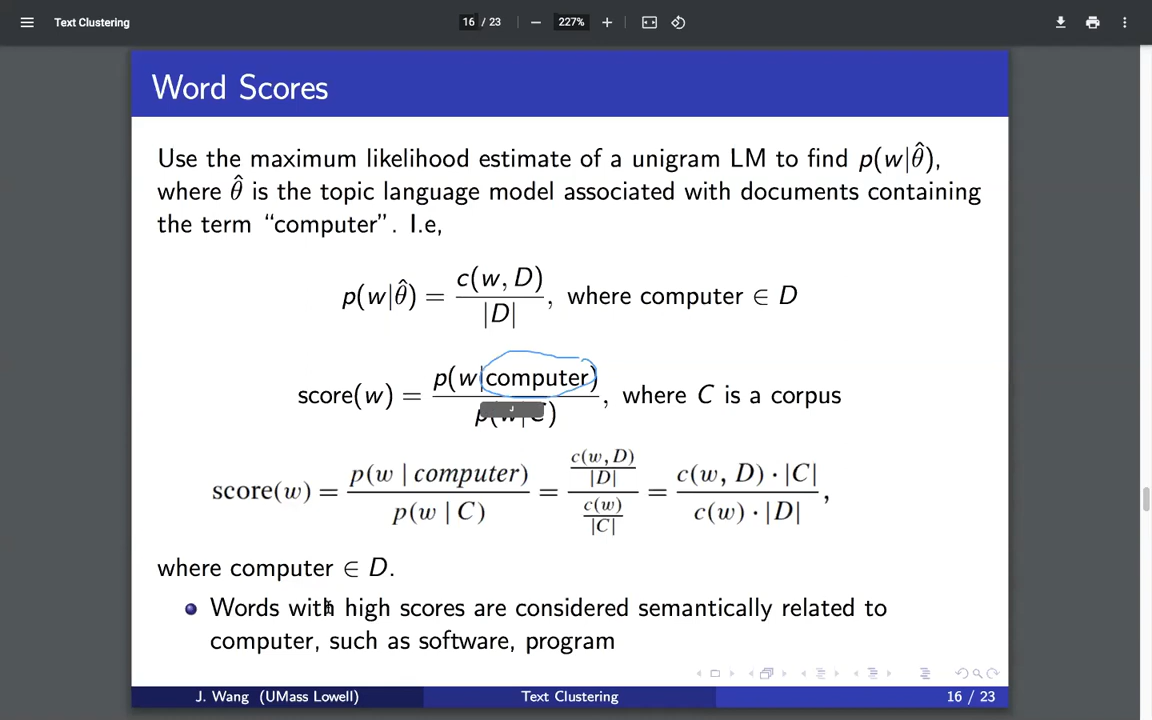 Text Clustering 16 / 23 227%
Word Scores
Use the maximum likelihood estimate of a unigram LM to find p(w|θ̂),
where θ̂ is the topic language model associated with documents containing
the term “computer”. I.e,
p(w|θ̂) = c(w, D) / |D|, where computer ∈ D
score(w) = p(w|computer) / p(w|C), where C is a corpus
score(w) = p(w | computer) / p(w | C) = (c(w, D) / |D|) / (c(w) / |C|) = c(w, D) · |C| / c(w) · |D|,
where computer ∈ D.
Words with high scores are considered semantically related to
computer, such as software, program
J. Wang (UMass Lowell) Text Clustering 16 / 23